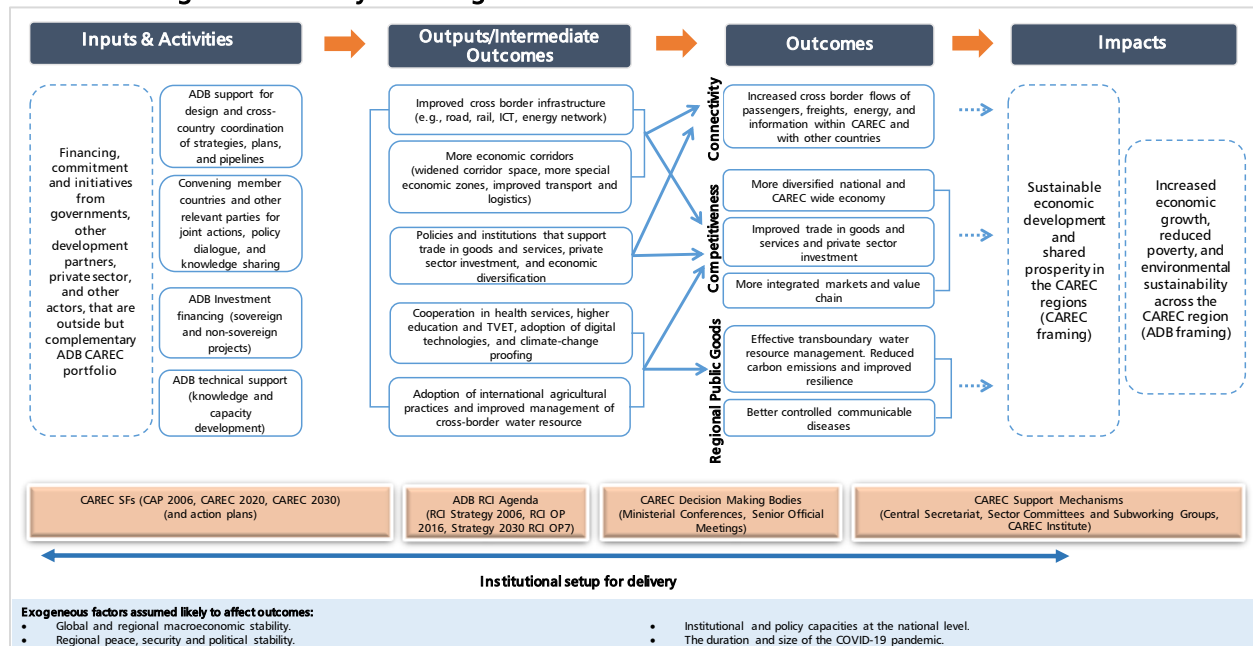 Inputs & Activities
Outputs/Intermediate
Outcomes
Outcomes
Impacts
Financing,
commitment
and initiatives
from
governments,
other
development
partners,
private sector,
and other
actors, that are
outside but
complementary
ADB CAREC
portfolio
ADB support for
design and cross-
country coordination
of strategies, plans,
and pipelines
Convening member
countries and other
relevant parties for
joint actions, policy
dialogue, and
knowledge sharing
ADB Investment
financing (sovereign
and non-sovereign
projects)
ADB technical support
(knowledge and
capacity
development)
Improved cross border infrastructure
(e.g., road, rail, ICT, energy network)
More economic corridors
(widened corridor space, more special
economic zones, improved transport and
logistics)
Policies and institutions that support
trade in goods and services, private
sector investment, and economic
diversification
Cooperation in health services, higher
education and TVET, adoption of digital
technologies, and climate-change
proofing
Adoption of international agricultural
practices and improved management of
cross-border water resource
Connectivity
Increased cross border flows of
passengers, freights, energy, and
information within CAREC and
with other countries
Competitiveness
More diversified national and
CAREC wide economy
Improved trade in goods and
services and private sector
investment
More integrated markets and value
chain
Regional Public Goods
Effective transboundary water
resource management. Reduced
carbon emissions and improved
resilience
Better controlled communicable
diseases
Sustainable
economic
development
and
shared
prosperity in
the CAREC
regions
(CAREC
framing)
Increased
economic
growth,
reduced
poverty, and
environmental
sustainability
across the
CAREC region
(ADB framing)
CAREC SFs (CAP 2006, CAREC 2020, CAREC 2030)
(and action plans)
ADB RCI Agenda
(RCI Strategy 2006, RCI OP
2016, Strategy 2030 RCI OP7)
CAREC Decision Making Bodies
(Ministerial Conferences, Senior Official
Meetings)
CAREC Support Mechanisms
(Central Secretariat, Sector Committees and Subworking Groups,
CAREC Institute)
Institutional setup for delivery
Exogeneous factors assumed likely to affect outcomes:
• Global and regional macroeconomic stability.
• Regional peace, security and political stability.
• Institutional and policy capacities at the national level.
• The duration and size of the COVID-19 pandemic.